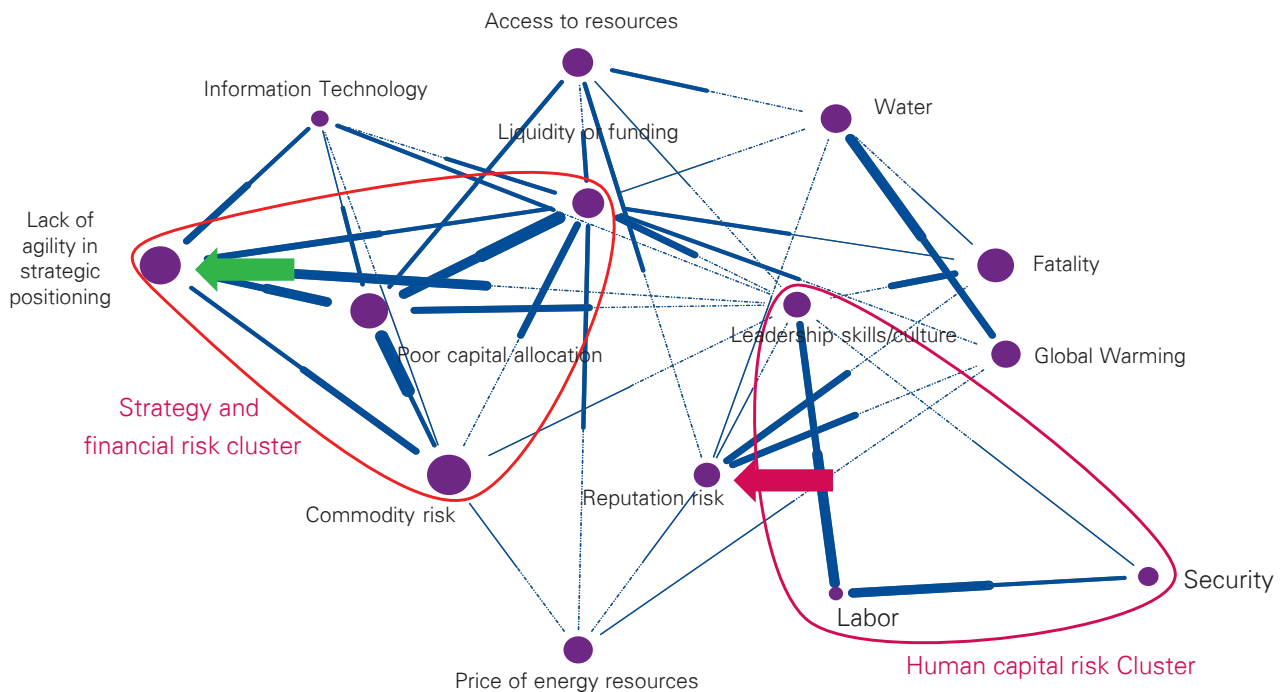 Access to resources
Information Technology
Water
Liquidity or funding
Lack of
agility in
strategic
positioning
Fatality
Leadership skills/culture
Poor capital allocation
Global Warming
Strategy and
financial risk cluster
Reputation risk
Commodity risk
Security
Labor
Human capital risk Cluster
Price of energy resources